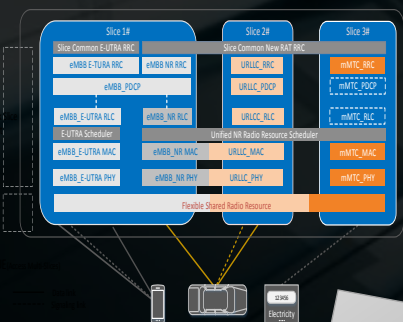 Slice 1#
Slice 2#
Slice 3#
Slice Common E-UTRA RRC
Slice Common New RAT RRC
eMBB E-TURA RRC
eMBB NR RRC
URLLC_RRC
mMTC_RRC
eMBB_PDCP
URLLC_PDCP
mMTC_PDCP
eMBB_E-UTRA RLC
eMBB_NR RLC
URLLC_RLC
mMTC_RLC
E-UTRA Scheduler
Unified NR Radio Resource Scheduler
eMBB_E-UTRA MAC
eMBB_NR MAC
URLLC_MAC
mMTC_MAC
eMBB_E-UTRA PHY
eMBB_NR PHY
URLLC_PHY
mMTC_PHY
Flexible Shared Radio Resource
123456
Electricity